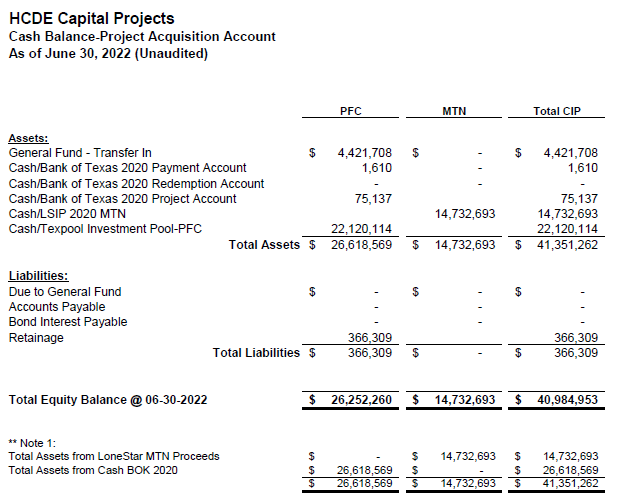 HCDE Capital Projects
Cash Balance-Project Acquisition Account
As of June 30, 2022 (Unaudited)
PFC MTN Total CIP
Assets:
General Fund - Transfer In $ 4,421,708 $ - $ 4,421,708
Cash/Bank of Texas 2020 Payment Account 1,610 - 1,610
Cash/Bank of Texas 2020 Redemption Account - - -
Cash/Bank of Texas 2020 Project Account 75,137 75,137
Cash/LSIP 2020 MTN 14,732,693 14,732,693
Cash/Texpool Investment Pool-PFC 22,120,114 22,120,114
Total Assets $ 26,618,569 $ 14,732,693 $ 41,351,262
Liabilities:
Due to General Fund $ - $ - $ -
Accounts Payable - - -
Bond Interest Payable - - -
Retainage 366,309 366,309
Total Liabilities $ 366,309 $ - $ 366,309
Total Equity Balance @ 06-30-2022 $ 26,252,260 $ 14,732,693 $ 40,984,953
** Note 1:
Total Assets from LoneStar MTN Proceeds $ - $ 14,732,693 $ 14,732,693
Total Assets from Cash BOK 2020 $ 26,618,569 $ - $ 26,618,569
$ 26,618,569 $ 14,732,693 $ 41,351,262